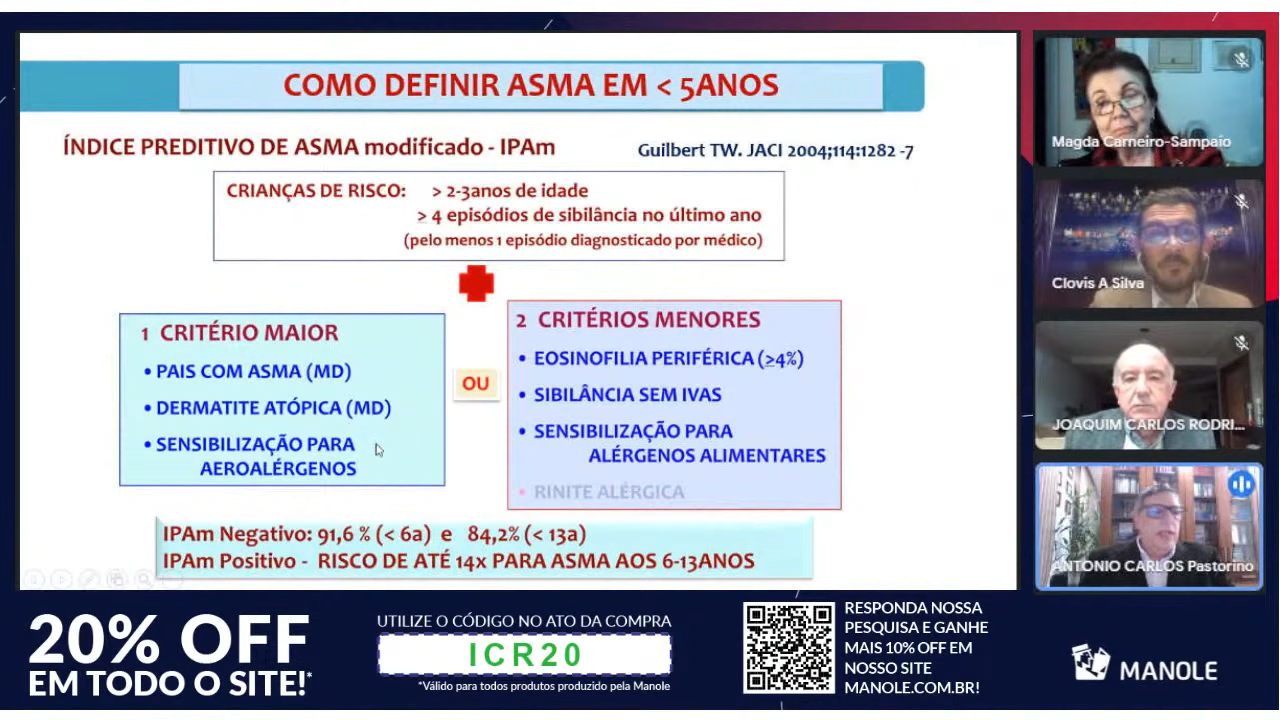 COMO DEFINIR ASMA EM < 5ANOS
ÍNDICE PREDITIVO DE ASMA modificado - IPAm
Guilbert TW. JACI 2004;114:1282 -7
CRIANÇAS DE RISCO: > 2-3anos de idade
≥ 4 episódios de sibilância no último ano
(pelo menos 1 episódio diagnosticado por médico)
1 CRITÉRIO MAIOR
• PAIS COM ASMA (MD)
• DERMATITE ATÓPICA (MD)
• SENSIBILIZAÇÃO PARA
AEROALÉRGENOS
OU
2 CRITÉRIOS MENORES
• EOSINOFILIA PERIFÉRICA (≥4%)
• SIBILÂNCIA SEM IVAS
• SENSIBILIZAÇÃO PARA
ALÉRGENOS ALIMENTARES
• RINITE ALÉRGICA
IPAm Negativo: 91,6 % (< 6a) e 84,2% (< 13a)
IPAm Positivo - RISCO DE ATÉ 14x PARA ASMA AOS 6-13ANOS
Magda Carneiro-Sampaio
Clovis A Silva
JOAQUIM CARLOS RODRI...
ANTONIO CARLOS Pastorino
20% OFF
EM TODO O SITE!*
UTILIZE O CÓDIGO NO ATO DA COMPRA
ICR20
*Válido para todos produtos produzido pela Manole
RESPONDA NOSSA
PESQUISA E GANHE
MAIS 10% OFF EM
NOSSO SITE
MANOLE.COM.BR!
MANOLE